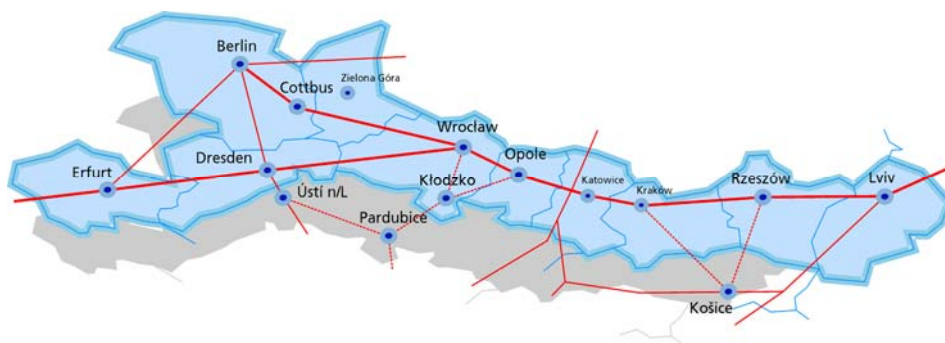 Berlin
Zielona Góra
Cottbus
Wrocław
Opole
Dresden
Erfurt
Kłodzko
Katowice
Kraków
Rzeszów
Lviv
Ústí n/L
Pardubice
Košice